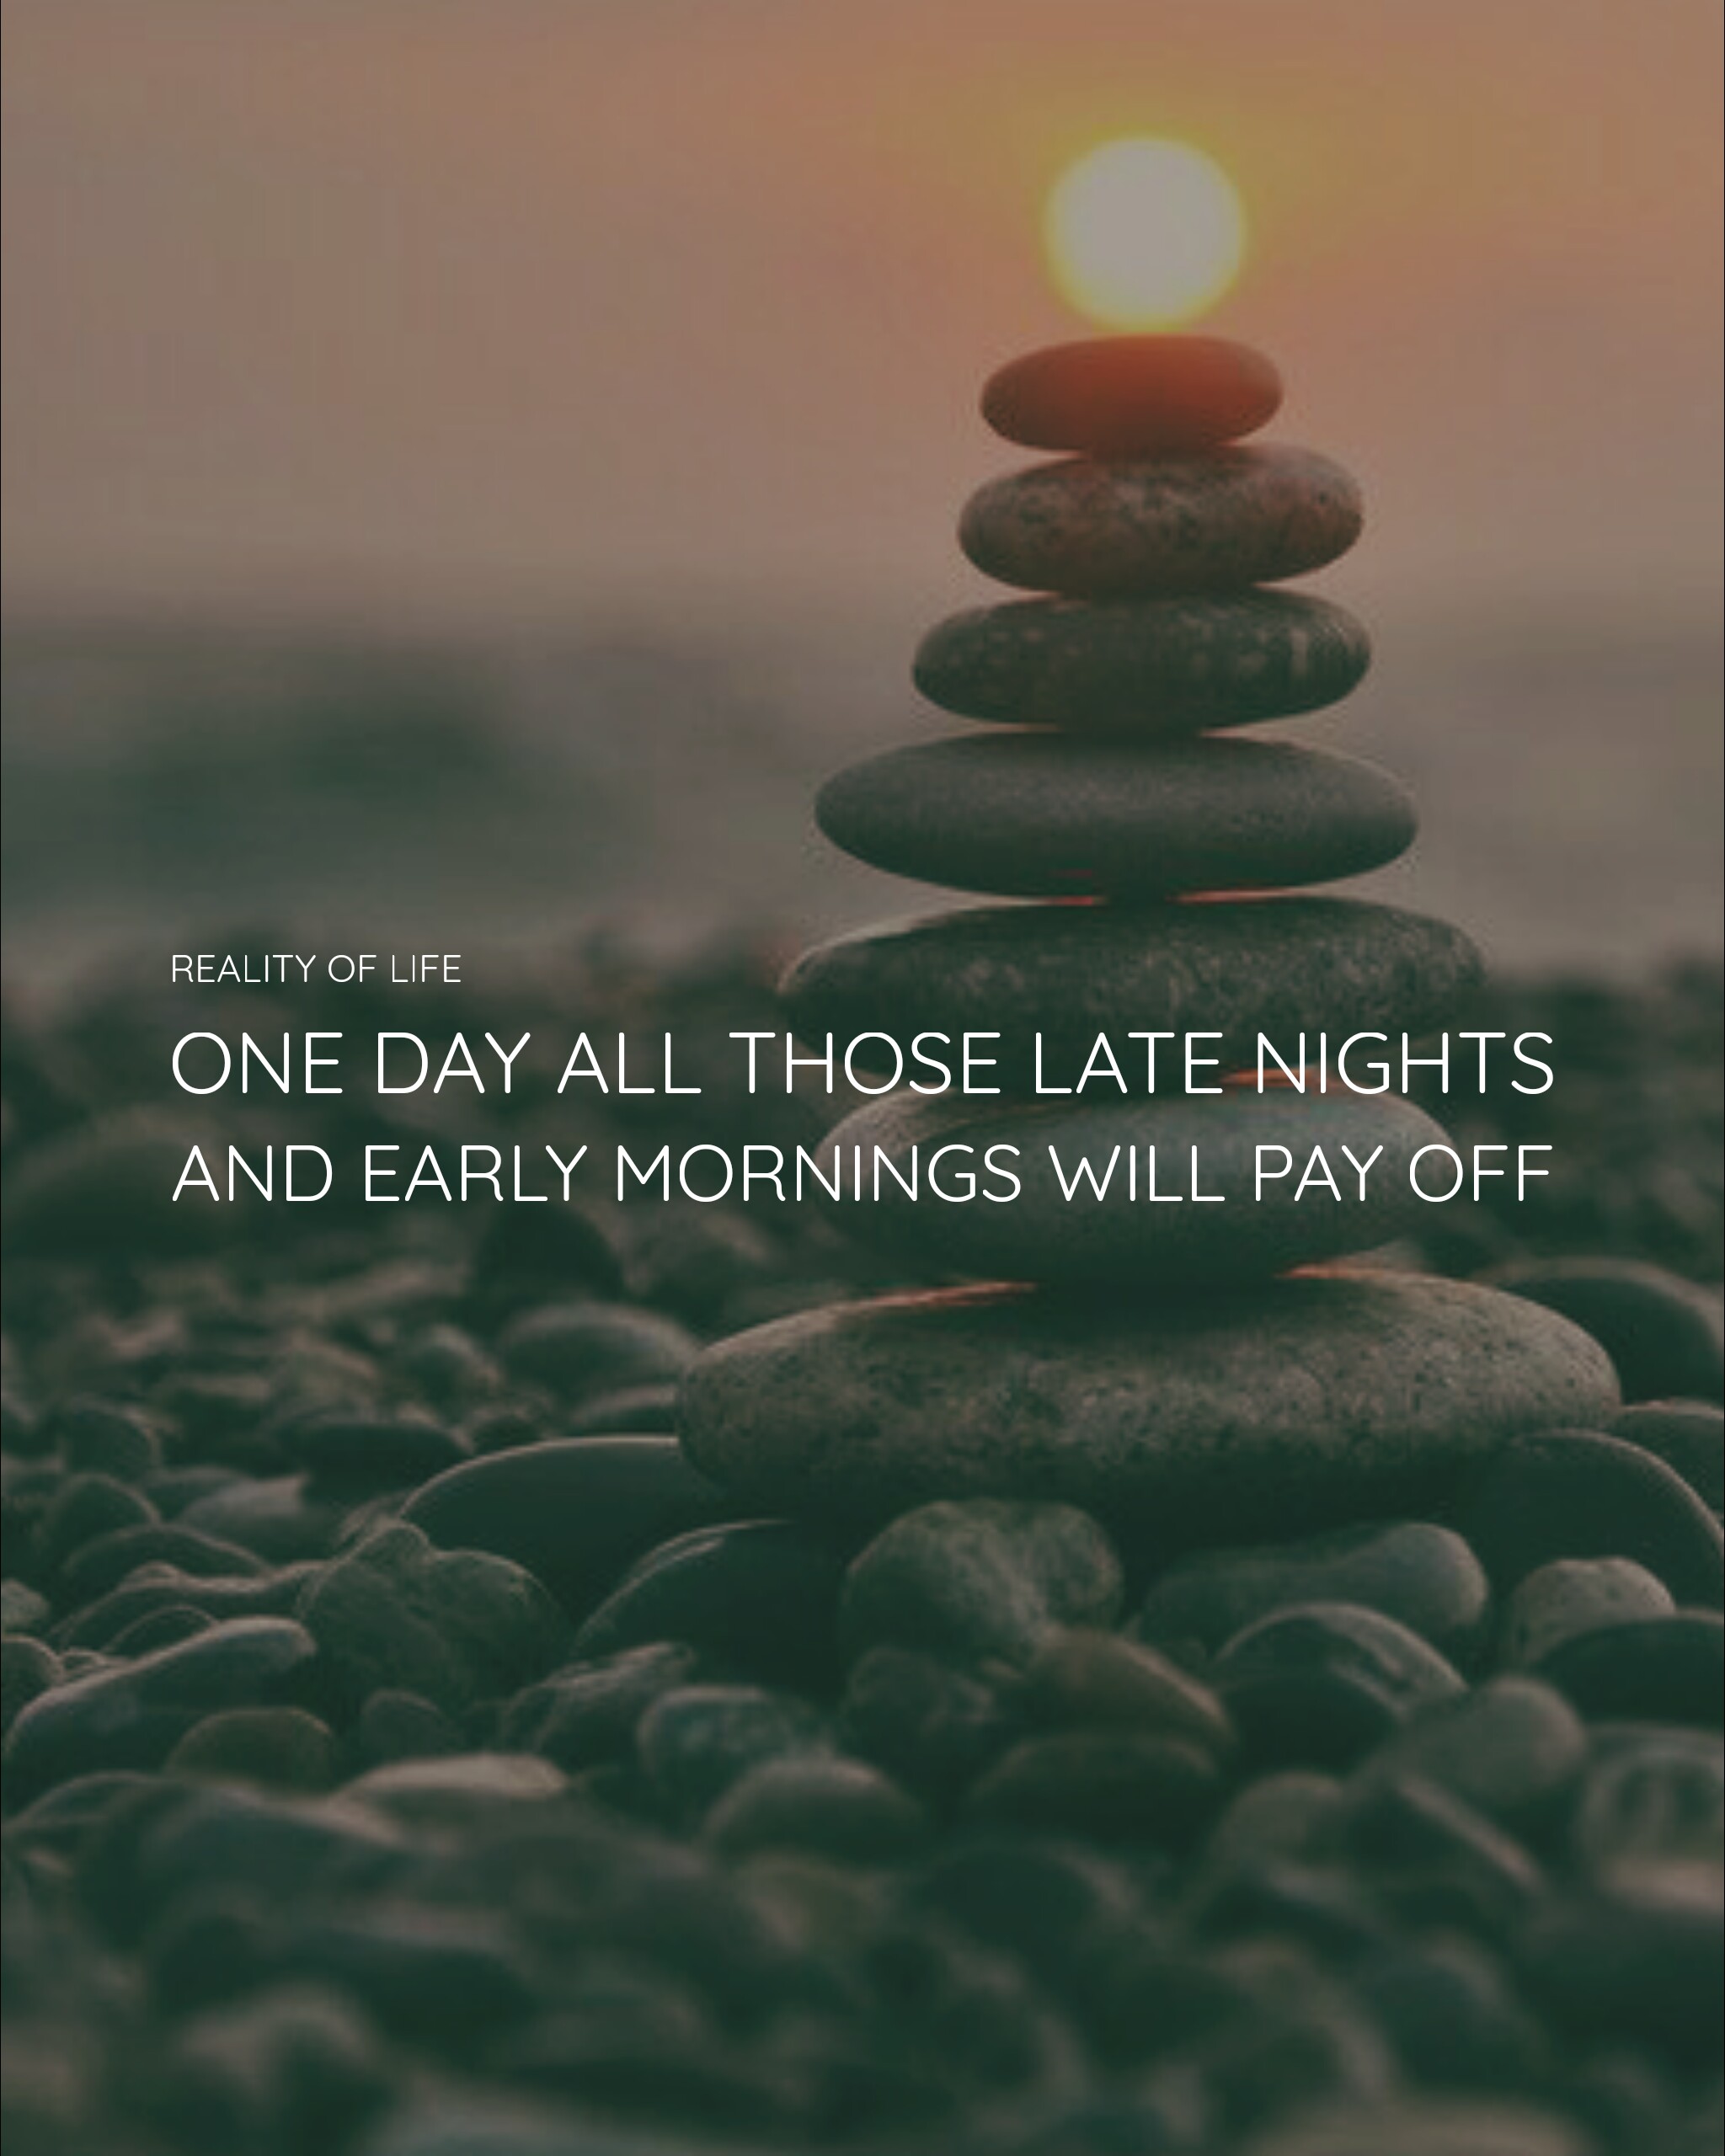 REALITY OF LIFE
ONE DAY ALL THOSE LATE NIGHTS
AND EARLY MORNINGS WILL PAY OFF